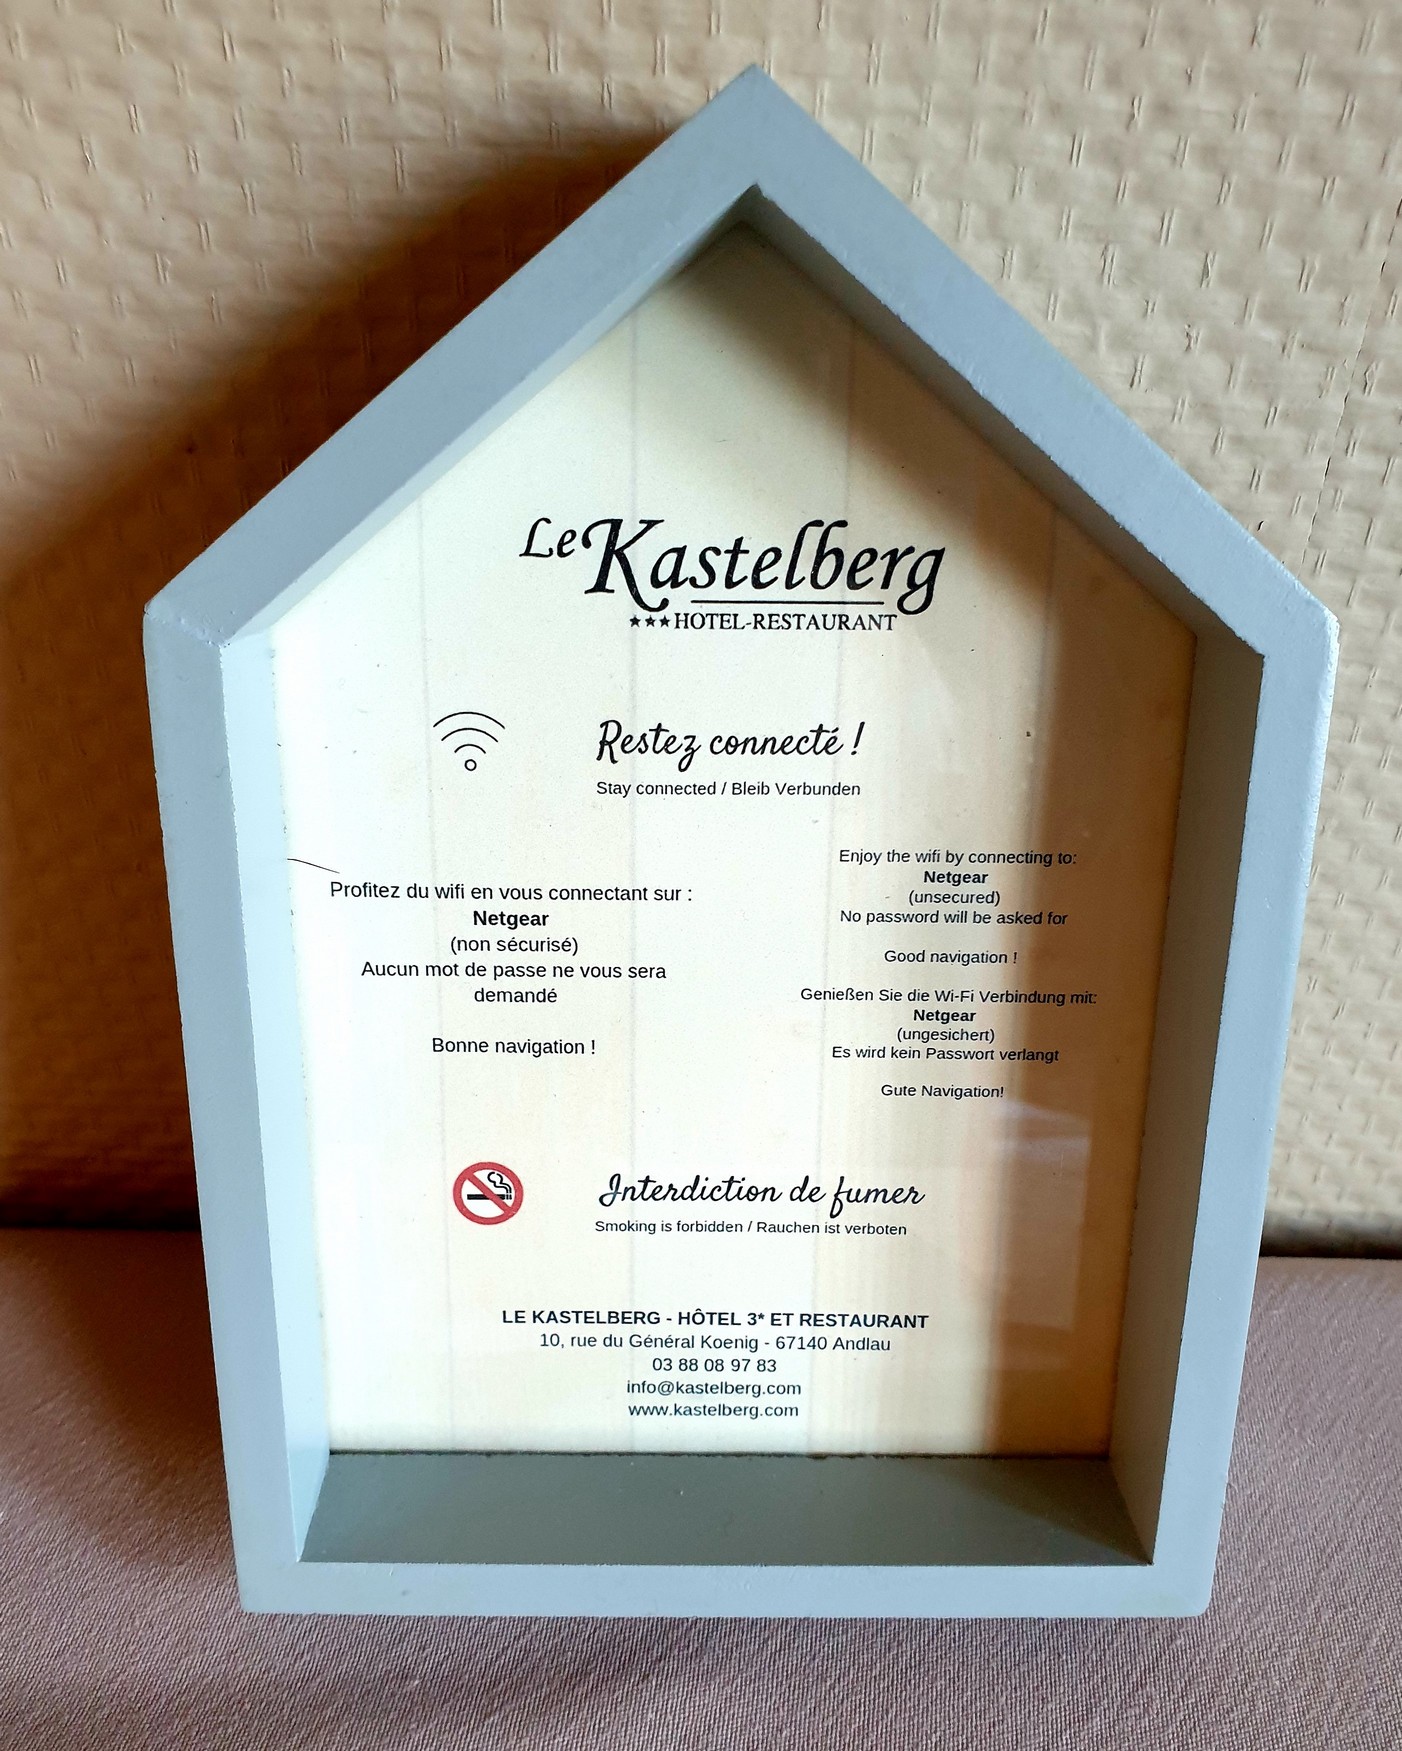 Le Kastelberg
★★★HOTEL-RESTAURANT
Restez connecté !
Stay connected / Bleib Verbunden
Profitez du wifi en vous connectant sur :
Netgear
(non sécurisé)
Aucun mot de passe ne vous sera
demandé
Bonne navigation !
Enjoy the wifi by connecting to:
Netgear
(unsecured)
No password will be asked for
Good navigation !
Genießen Sie die Wi-Fi Verbindung mit:
Netgear
(ungesichert)
Es wird kein Passwort verlangt
Gute Navigation!
Interdiction de fumer
Smoking is forbidden / Rauchen ist verboten
LE KASTELBERG - HÔTEL 3* ET RESTAURANT
10, rue du Général Koenig - 67140 Andlau
03 88 08 97 83
info@kastelberg.com
www.kastelberg.com